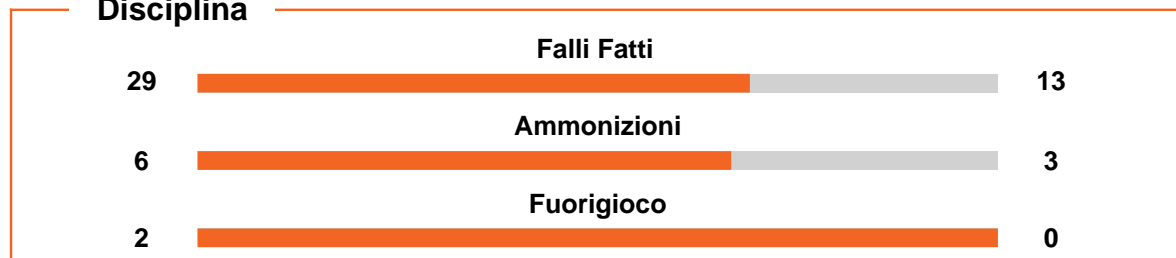 Disciplina
Falli Fatti
29 13
Ammonizioni
6 3
Fuorigioco
2 0